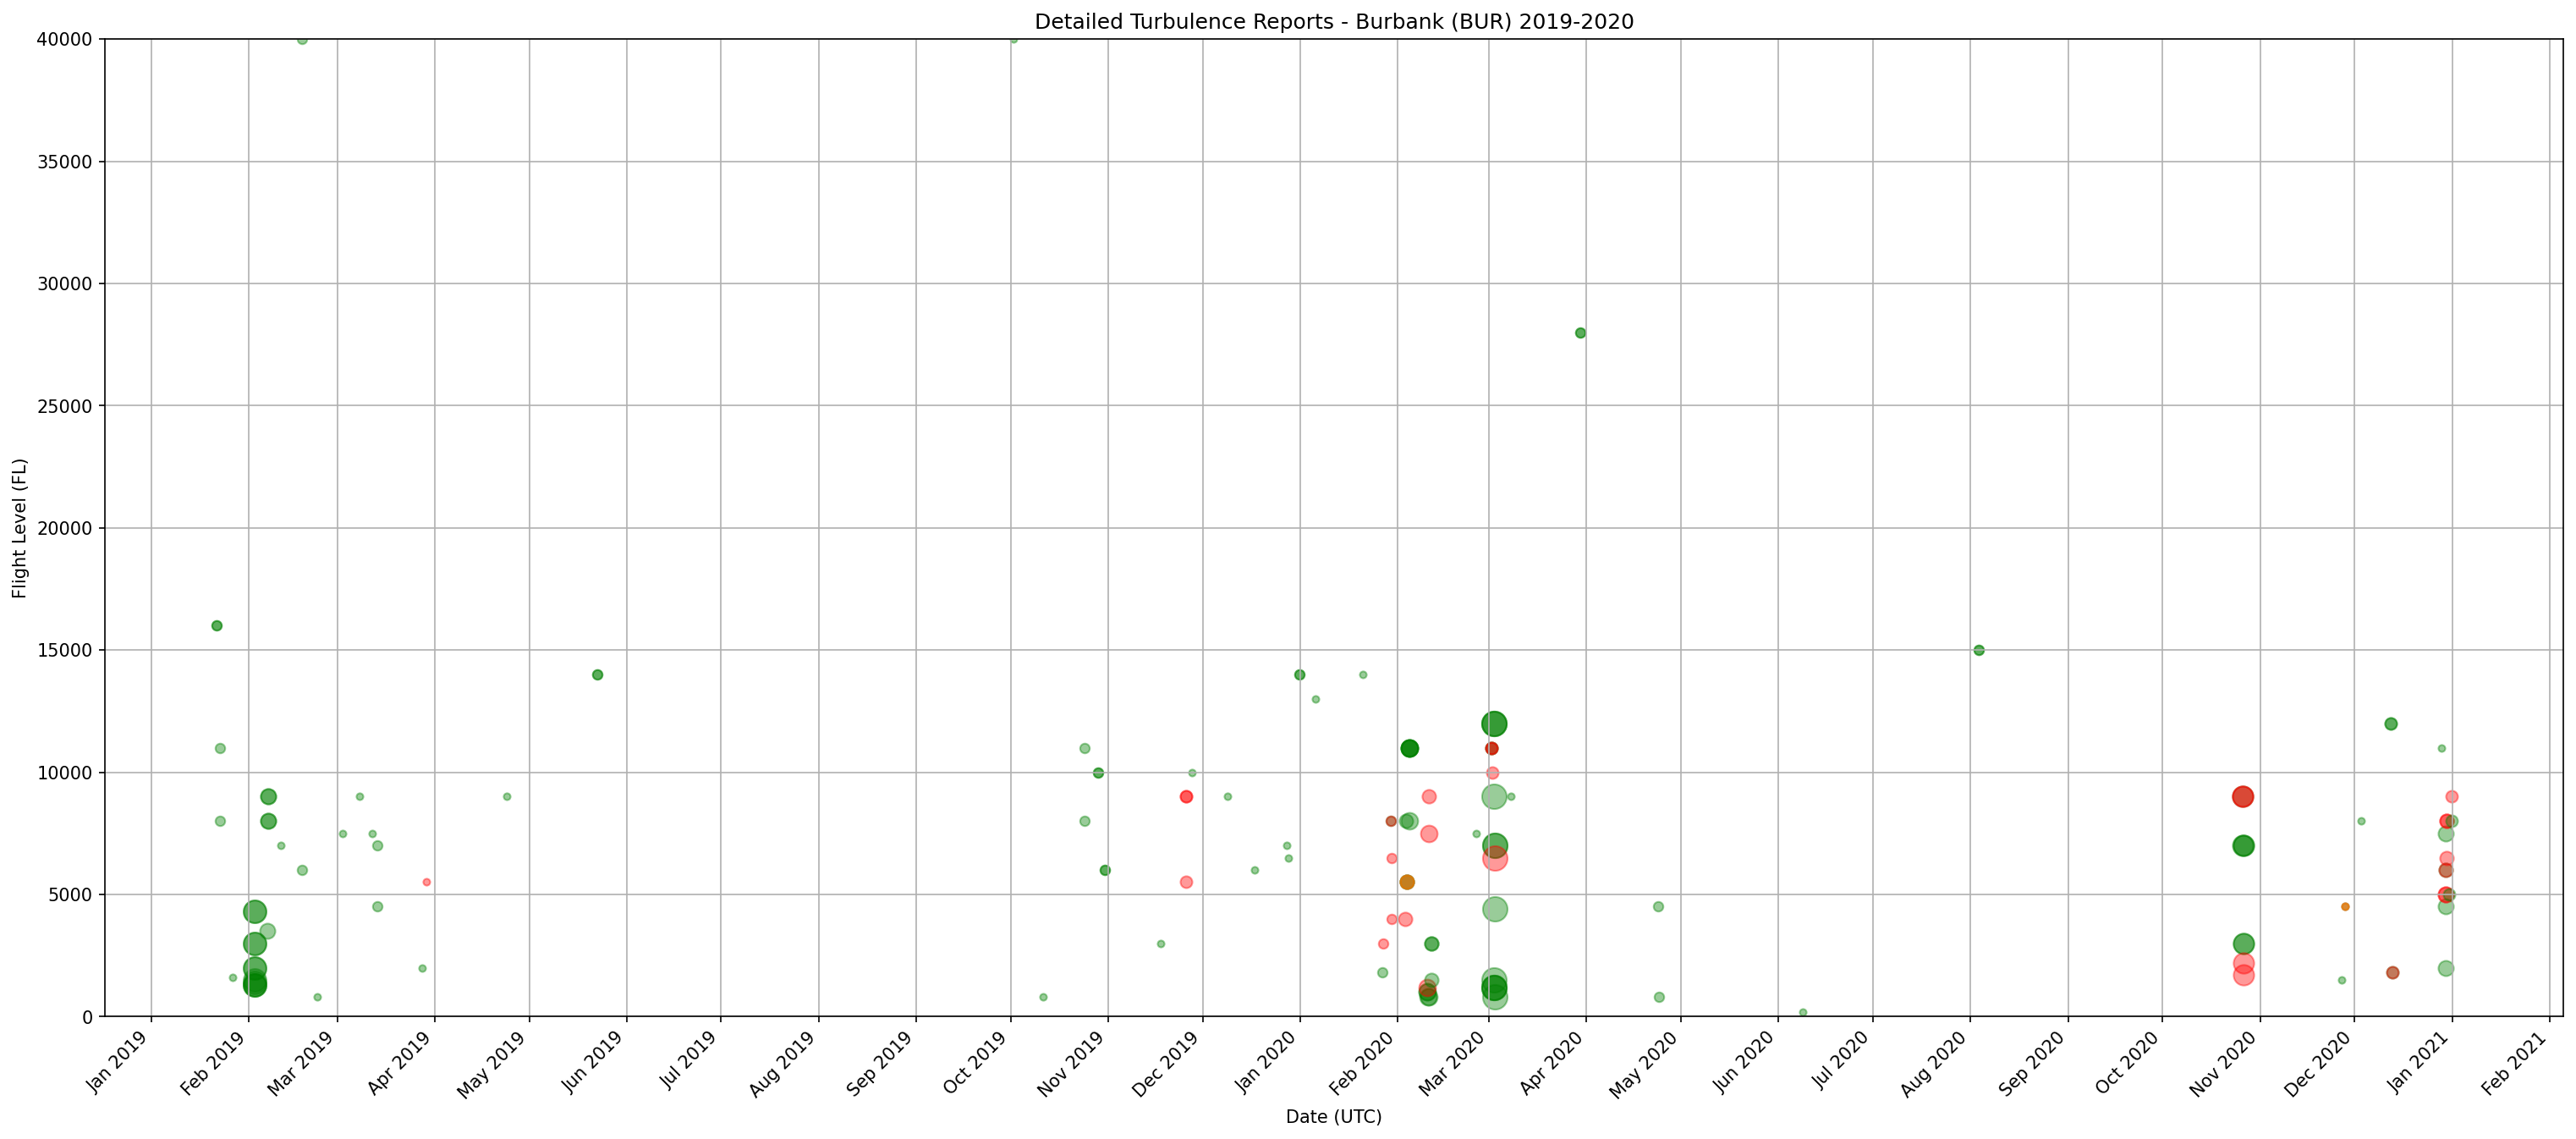 Detailed Turbulence Reports - Burbank (BUR) 2019-2020
40000
35000
30000
25000
20000
15000
10000
5000
0
Flight Level (FL)
Jan 2019
Feb 2019
Mar 2019
Apr 2019
May 2019
Jun 2019
Jul 2019
Aug 2019
Sep 2019
Oct 2019
Nov 2019
Dec 2019
Jan 2020
Feb 2020
Mar 2020
Apr 2020
May 2020
Jun 2020
Jul 2020
Aug 2020
Sep 2020
Oct 2020
Nov 2020
Dec 2020
Jan 2021
Feb 2021
Date (UTC)